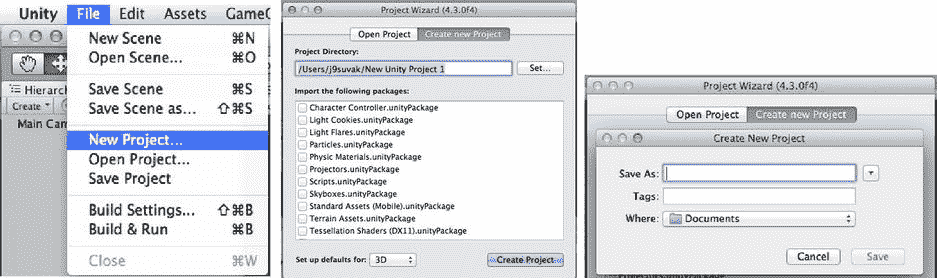 Unity File Edit Assets GameO
New Scene ⌘N
Open Scene... ⌘O
Hierarch
Create
Save Scene ⌘S
Save Scene as... ⇧⌘S
Main Cam
New Project...
Open Project...
Save Project
Build Settings... ⇧⌘B
Build & Run ⌘B
Close ⌘W
Project Wizard (4.3.0f4)
Open Project Create new Project
Project Directory:
/Users/j9suvak/New Unity Project 1 Set...
Import the following packages:
Character Controller.unityPackage
Light Cookies.unityPackage
Light Flares.unityPackage
Particles.unityPackage
Physic Materials.unityPackage
Projectors.unityPackage
Scripts.unityPackage
Skyboxes.unityPackage
Standard Assets (Mobile).unityPackage
Terrain Assets.unityPackage
Tessellation Shaders (DX11).unityPackage
Set up defaults for: 3D Create Project
Project Wizard (4.3.0f4)
Open Project Create new Project
Create New Project
Save As:
Tags:
Where: Documents
Cancel Save